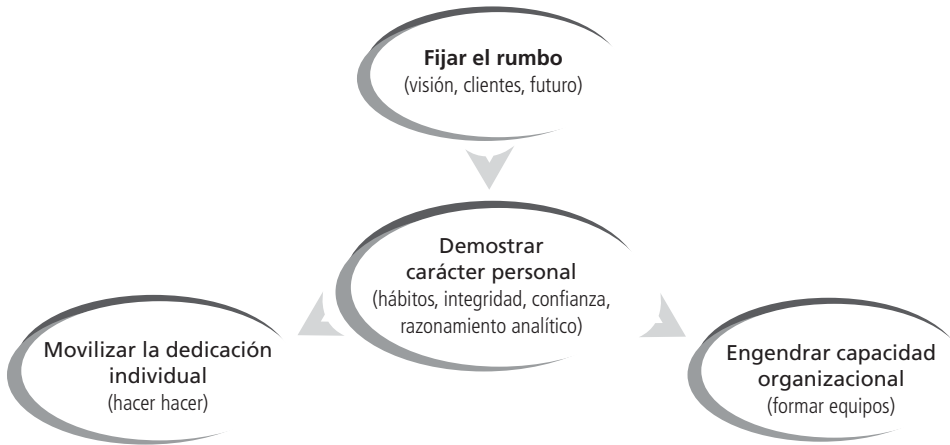 Fijar el rumbo
(visión, clientes, futuro)
Demostrar
carácter personal
(hábitos, integridad, confianza,
razonamiento analítico)
Movilizar la dedicación
individual
(hacer hacer)
Engendrar capacidad
organizacional
(formar equipos)